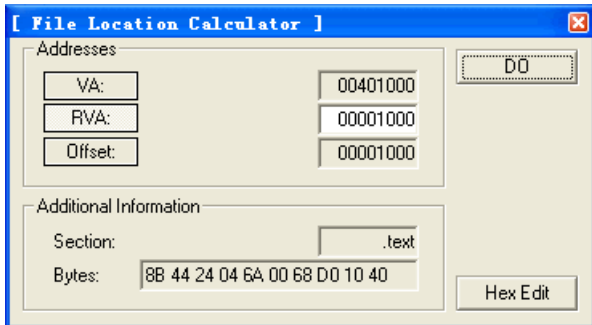 [ File Location Calculator ]
Addresses
DO
VA: 00401000
RVA: 00001000
Offset: 00001000
Additional Information
Section: .text
Bytes: 8B 44 24 04 6A 00 68 D0 10 40
Hex Edit